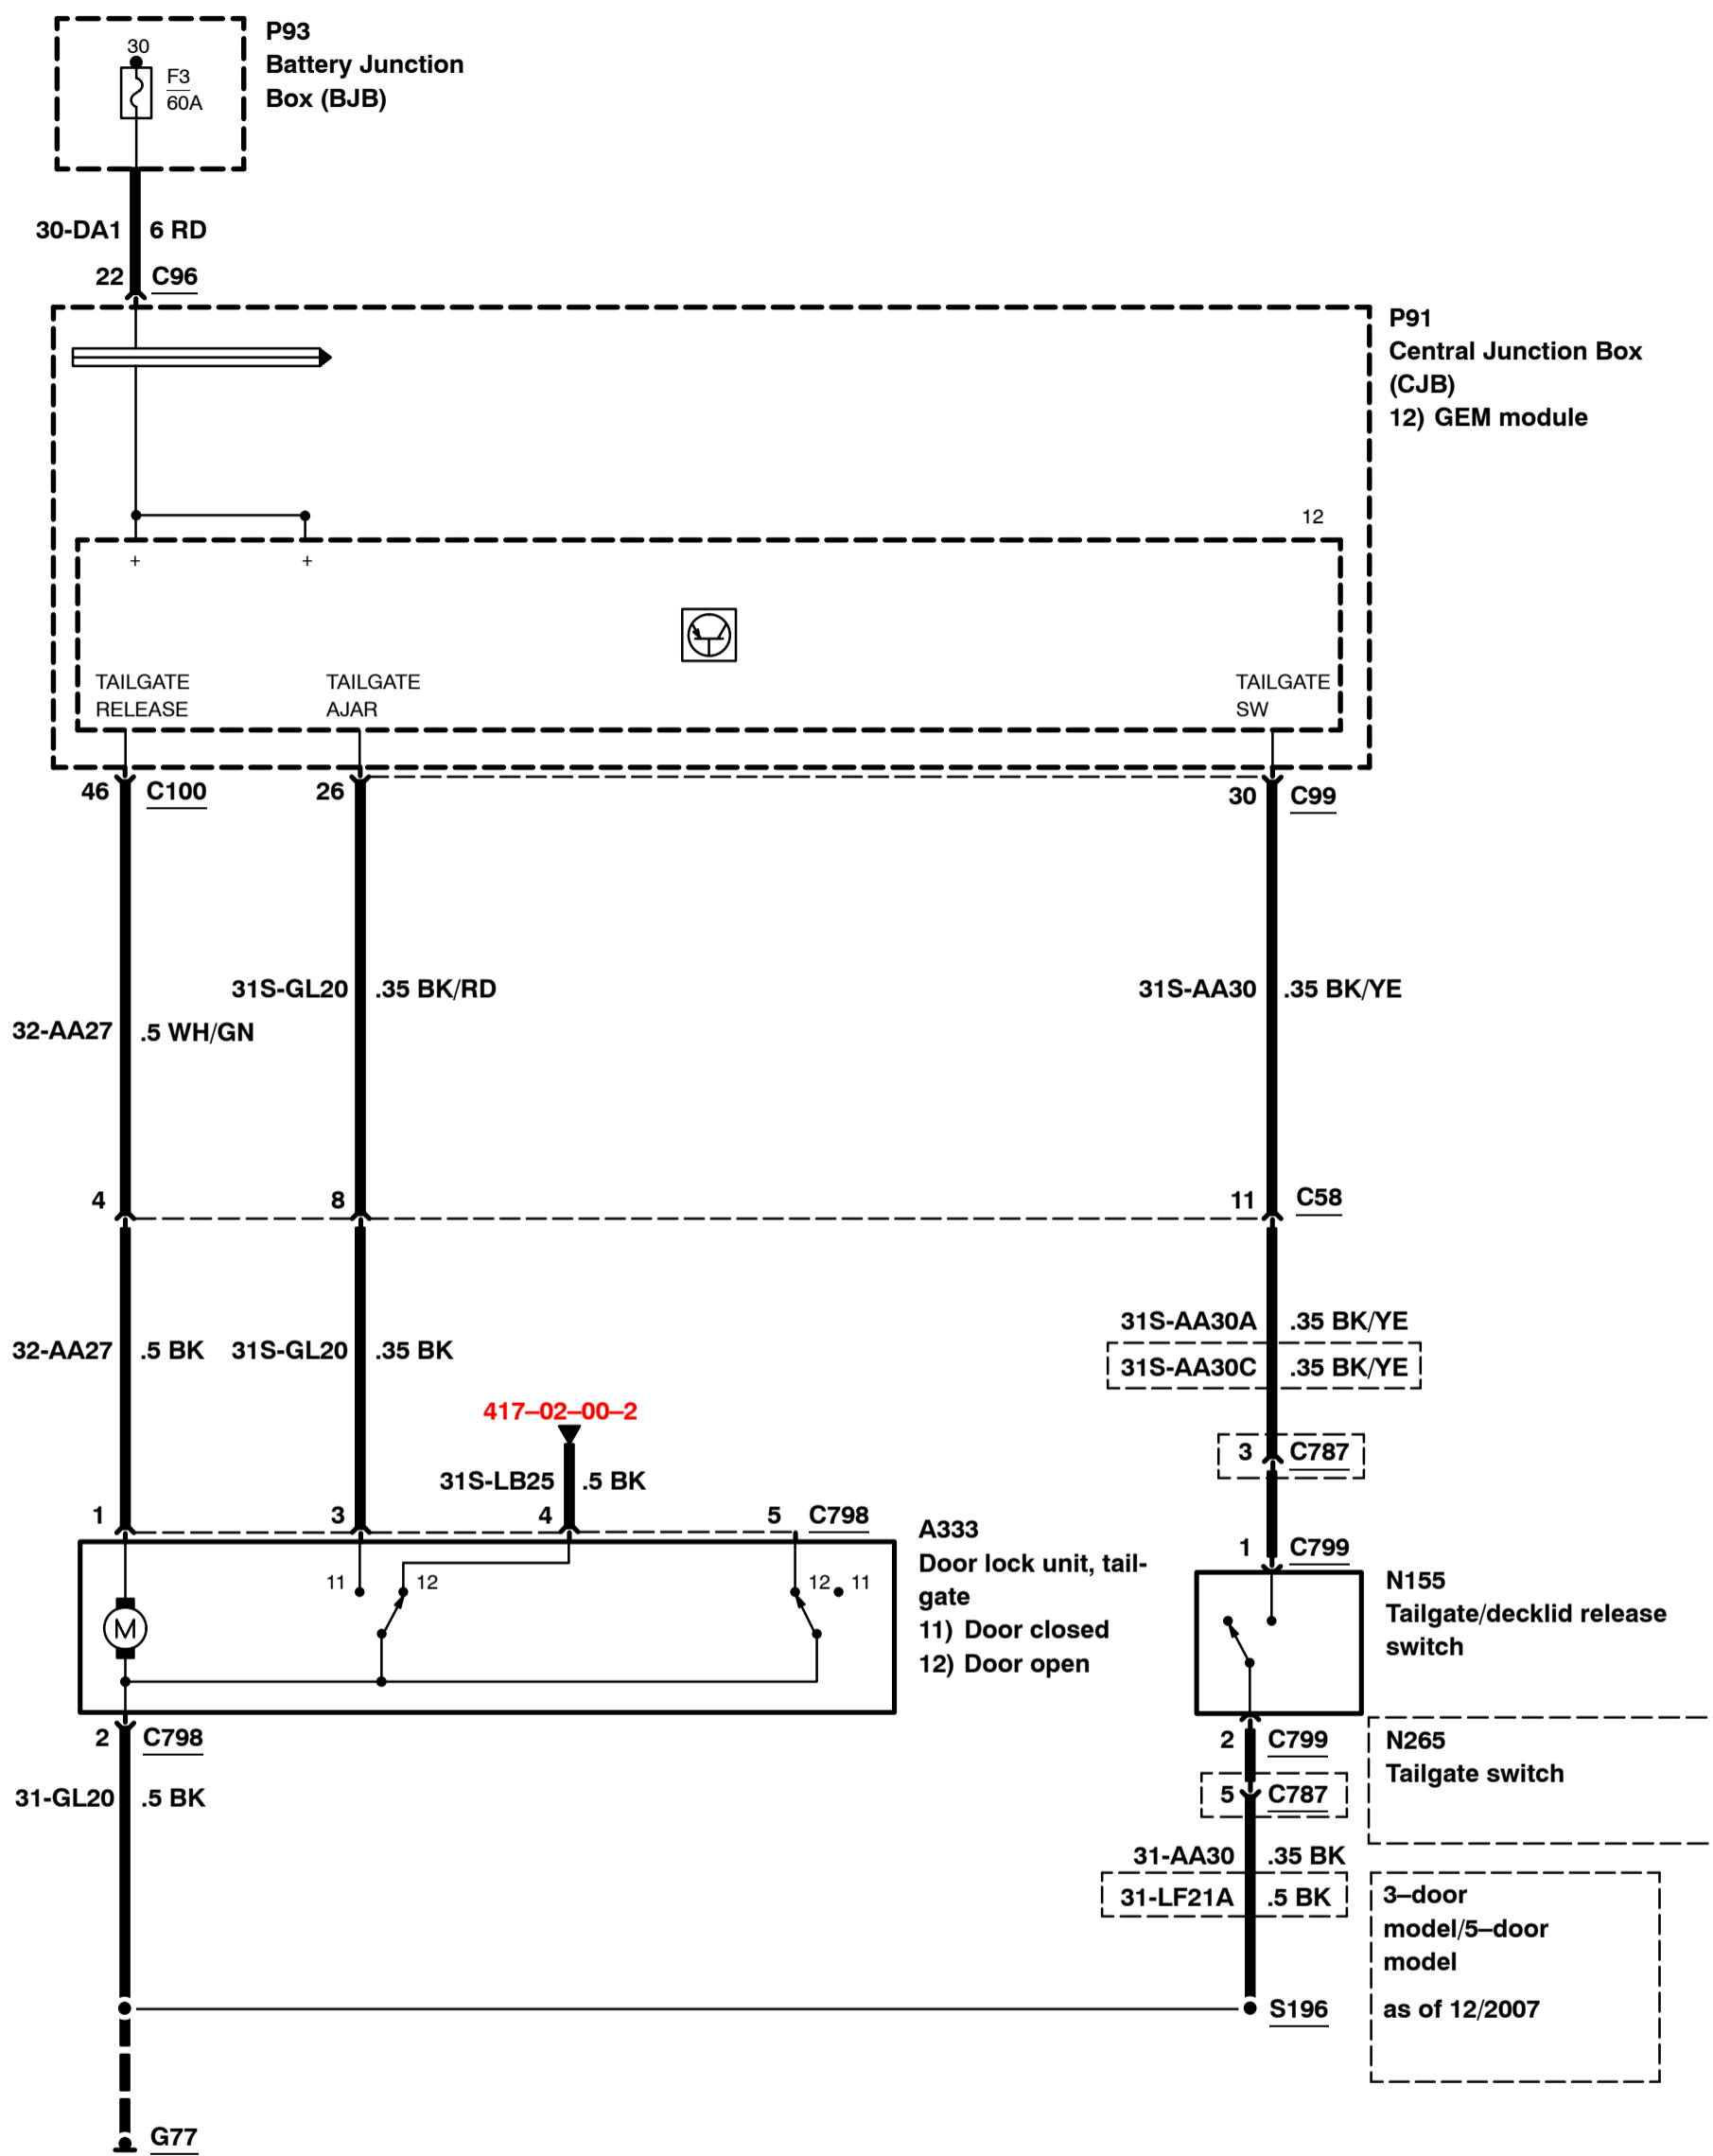 30
F3
60A
P93
Battery Junction
Box (BJB)
30-DA1 6 RD
22 C96
P91
Central Junction Box
(CJB)
12) GEM module
12
+ +
TAILGATE
RELEASE
TAILGATE
AJAR
TAILGATE
SW
46 C100 26 30 C99
31S-GL20 .35 BK/RD 31S-AA30 .35 BK/YE
32-AA27 .5 WH/GN
4 8 11 C58
31S-AA30A .35 BK/YE
32-AA27 .5 BK 31S-GL20 .35 BK
31S-AA30C .35 BK/YE
417–02–00–2
3 C787
31S-LB25 .5 BK
1 3 4 5 C798
A333
Door lock unit, tail-
gate
11) Door closed
12) Door open
1 C799
11 12 12 11
M
N155
Tailgate/decklid release
switch
2 C798
2 C799
N265
Tailgate switch
31-GL20 .5 BK
5 C787
31-AA30 .35 BK
31-LF21A .5 BK
3–door
model/5–door
model
as of 12/2007
S196
G77